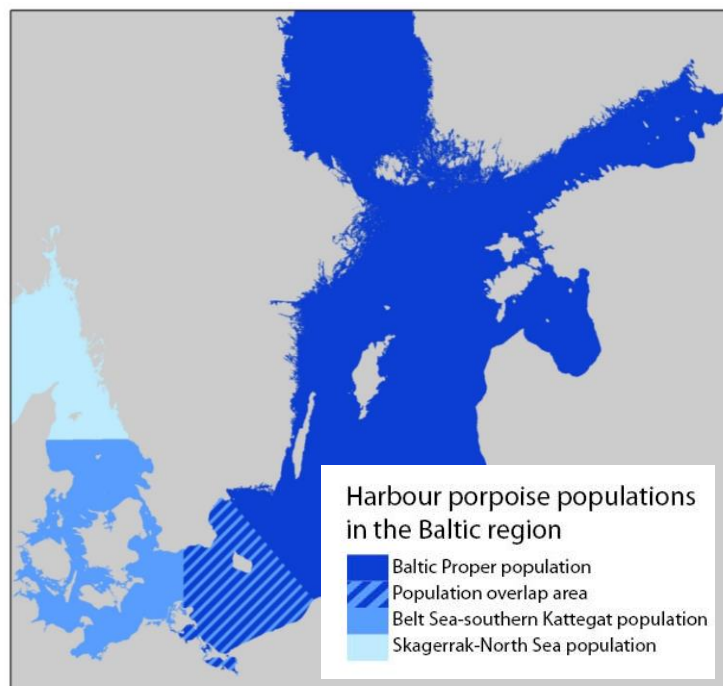 Harbour porpoise populations
in the Baltic region
Baltic Proper population
Population overlap area
Belt Sea-southern Kattegat population
Skagerrak-North Sea population